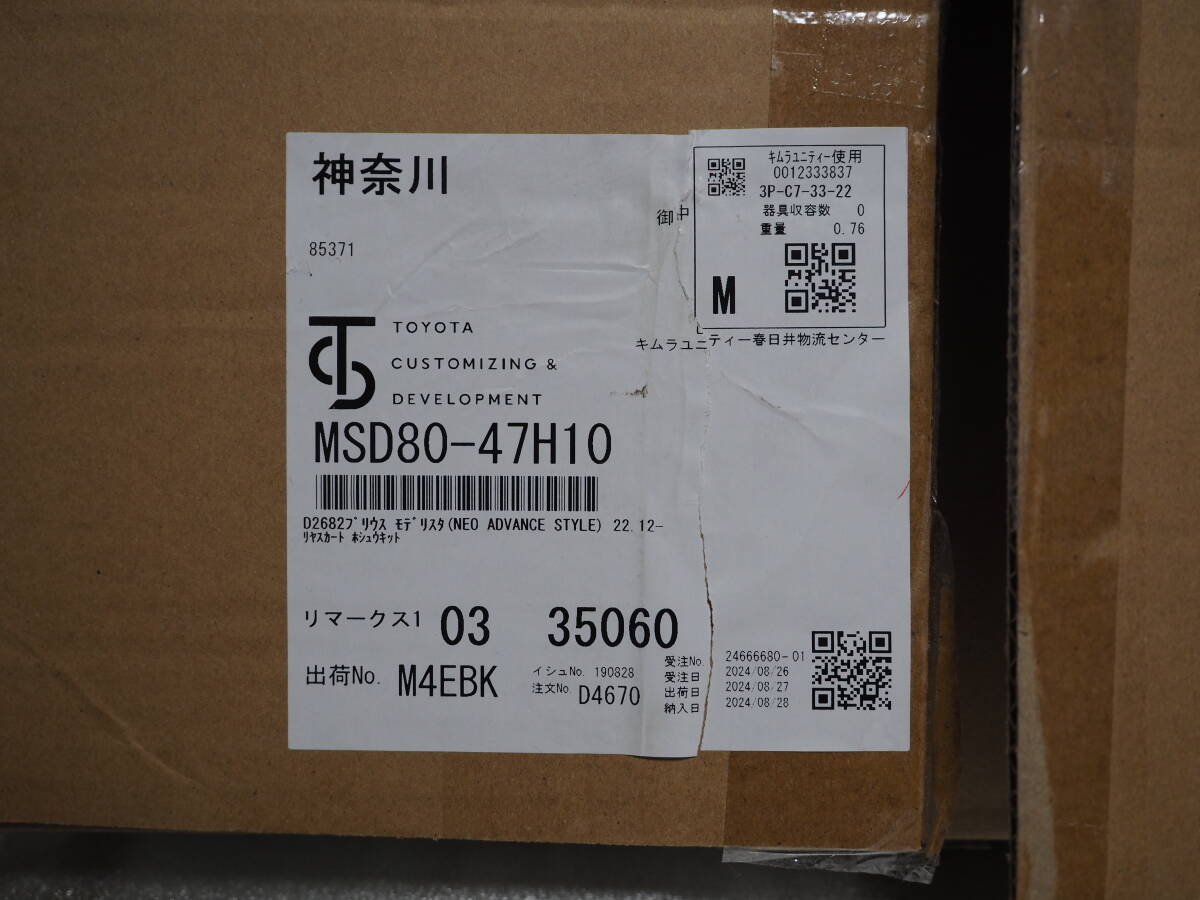 神奈川
御中
85371
キムラユニティー使用
0012333837
3P-C7-33-22
器具収容数 0
重量 0.76
M
キムラユニティー春日井物流センター
TOYOTA
CUSTOMIZING &
DEVELOPMENT
MSD80-47H10
D2682ﾌﾟﾘｳｽ ﾓﾃﾞﾘｽﾀ(NEO ADVANCE STYLE) 22.12-
ﾘﾔｽｶｰﾄ ﾎｼｭｳｷｯﾄ
リマークス1 03 35060
出荷No. M4EBK
イシュNo. 190828
注文No. D4670
受注No. 24666680-01
受注日 2024/08/26
出荷日 2024/08/27
納入日 2024/08/28